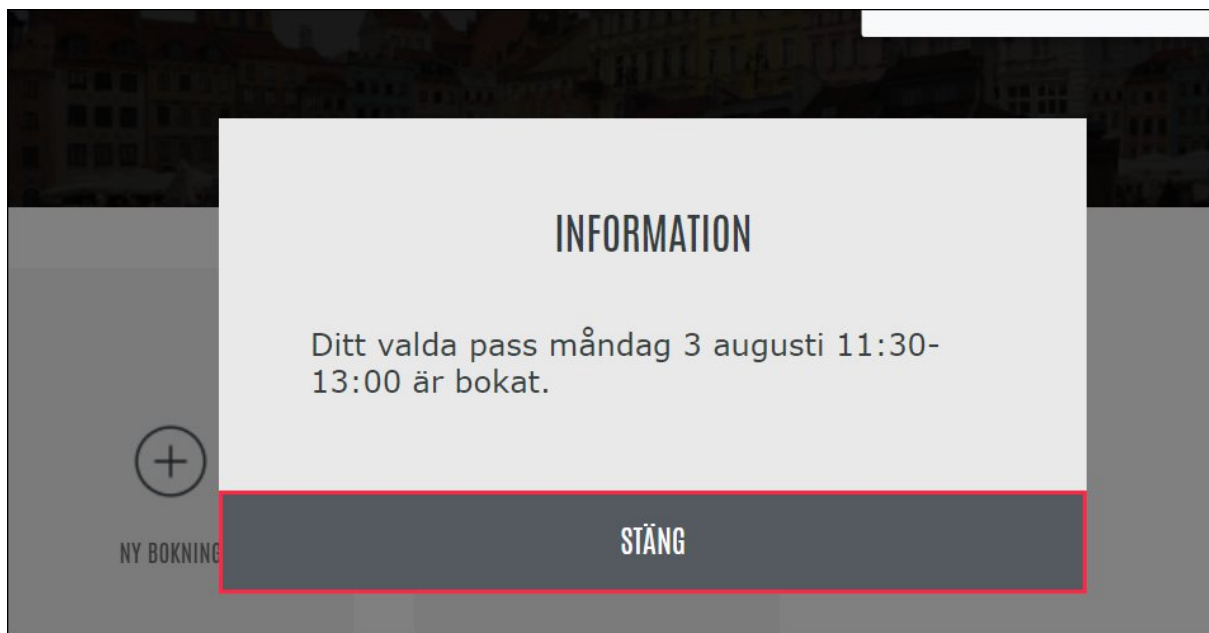 INFORMATION
Ditt valda pass måndag 3 augusti 11:30-
13:00 är bokat.
NY BOKNING
STÄNG